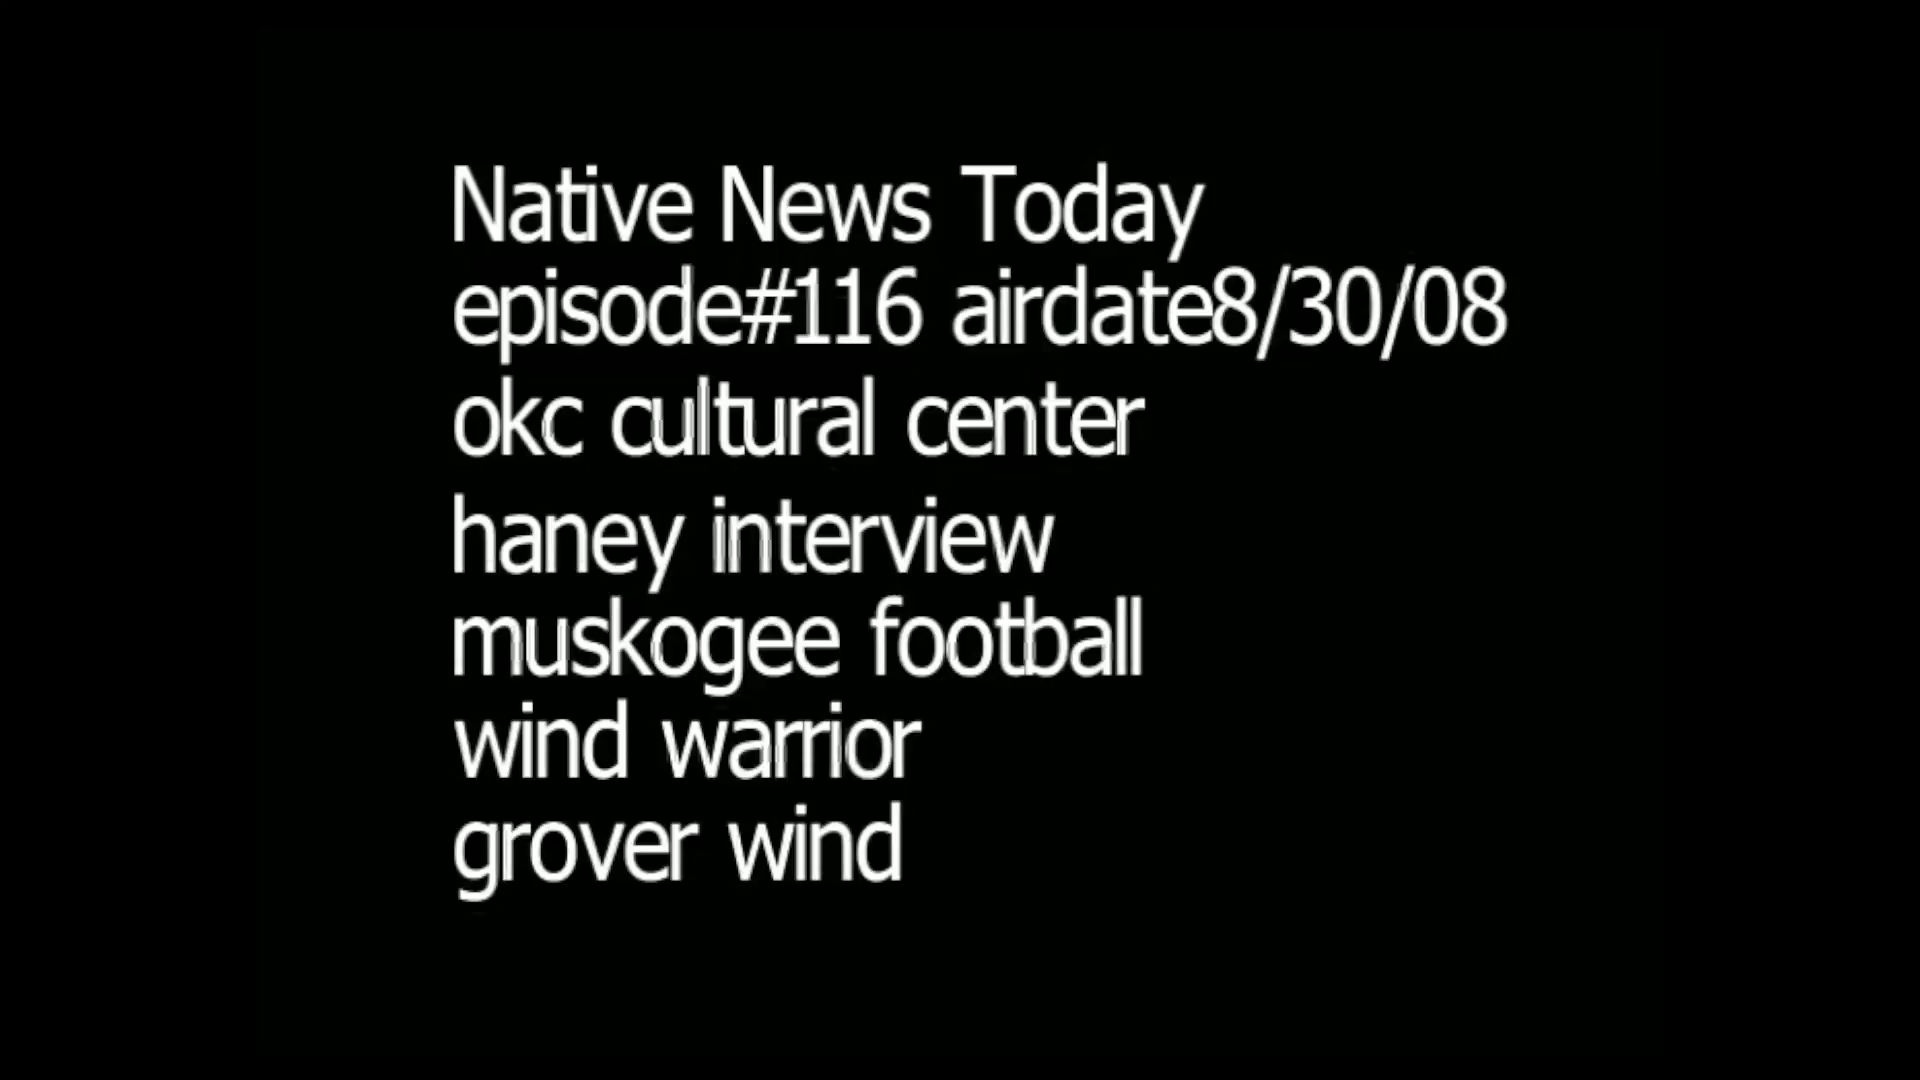 Native News Today
episode#116 airdate8/30/08
okc cultural center
haney interview
muskogee football
wind warrior
grover wind